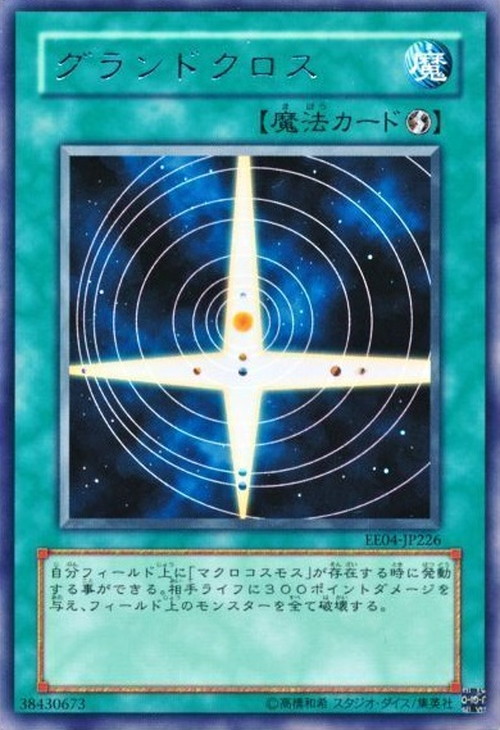 グランドクロス
魔
【魔法カード】
EE04-JP226
自分フィールド上に「マクロコスモス」が存在する時に発動
する事ができる。相手ライフに３００ポイントダメージを
与え、フィールド上のモンスターを全て破壊する。
38430673
©高橋和希 スタジオ・ダイス/集英社